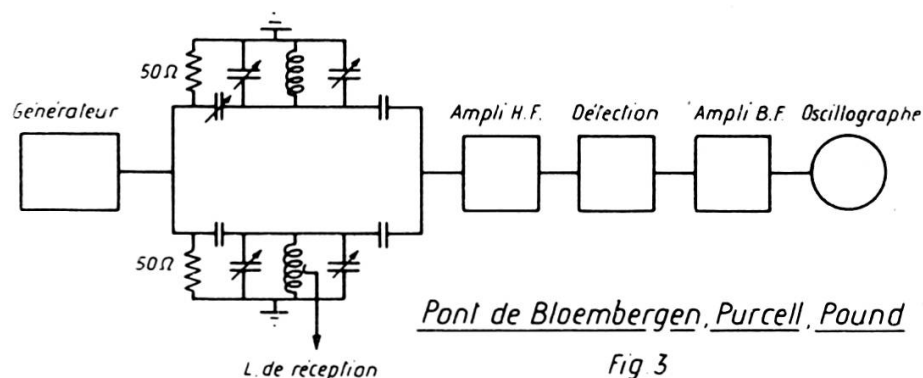 50Ω
Générateur
Ampli H.F.
Détection
Ampli B.F.
Oscillographe
50Ω
L. de réception
Pont de Bloembergen, Purcell, Pound
Fig. 3